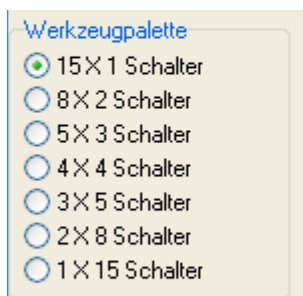 Werkzeugpalette
15 X 1 Schalter
8 X 2 Schalter
5 X 3 Schalter
4 X 4 Schalter
3 X 5 Schalter
2 X 8 Schalter
1 X 15 Schalter